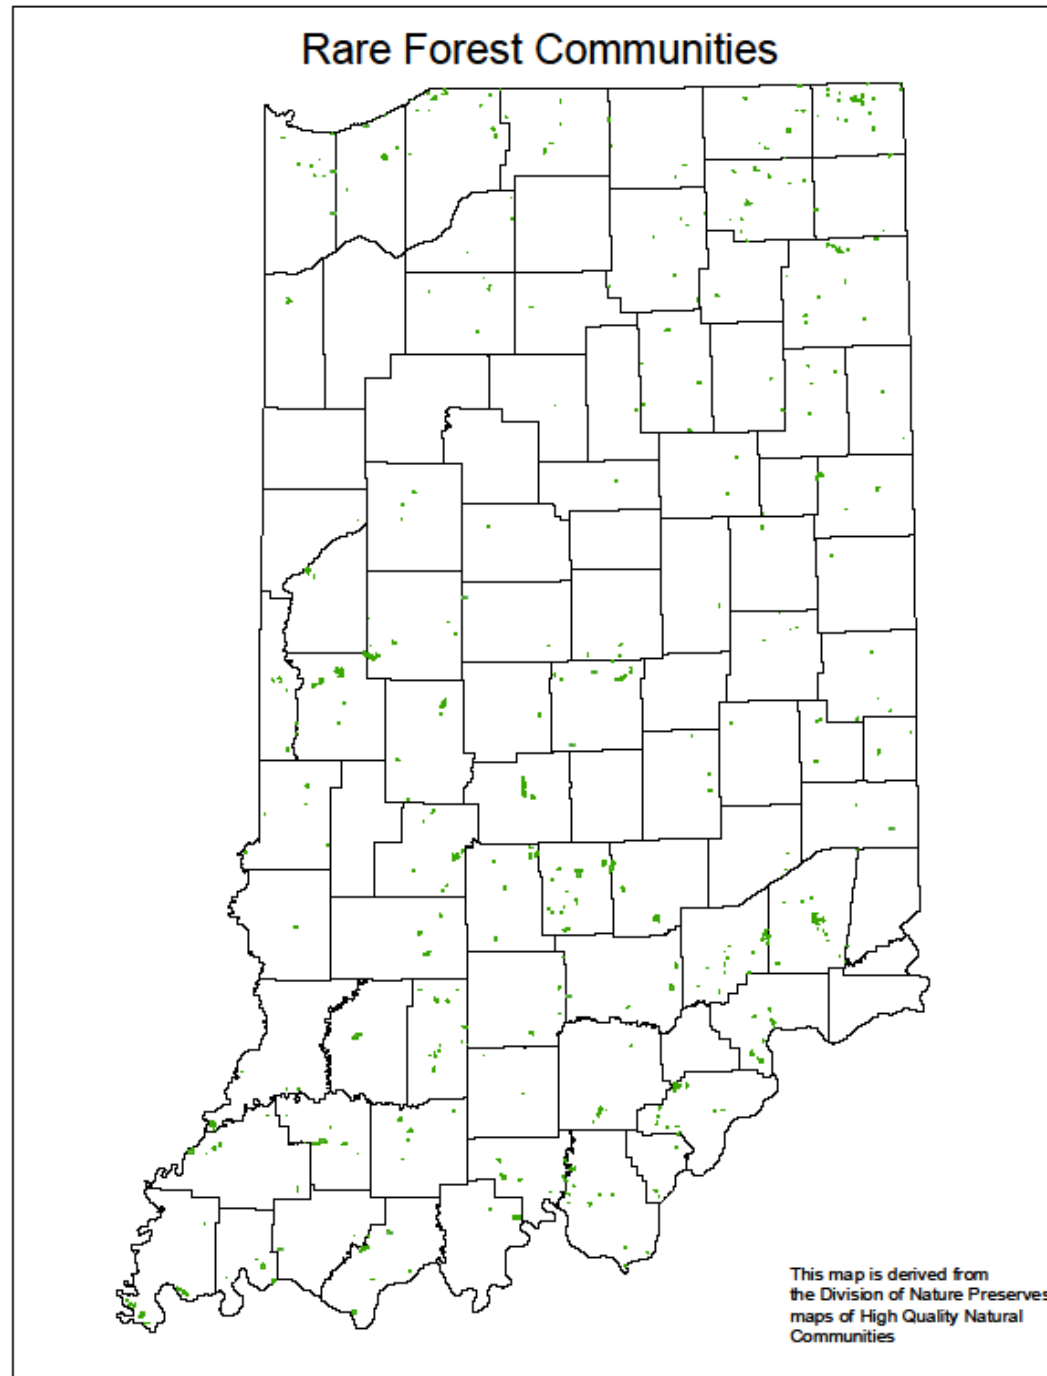 Rare Forest Communities
This map is derived from
the Division of Nature Preserves
maps of High Quality Natural
Communities